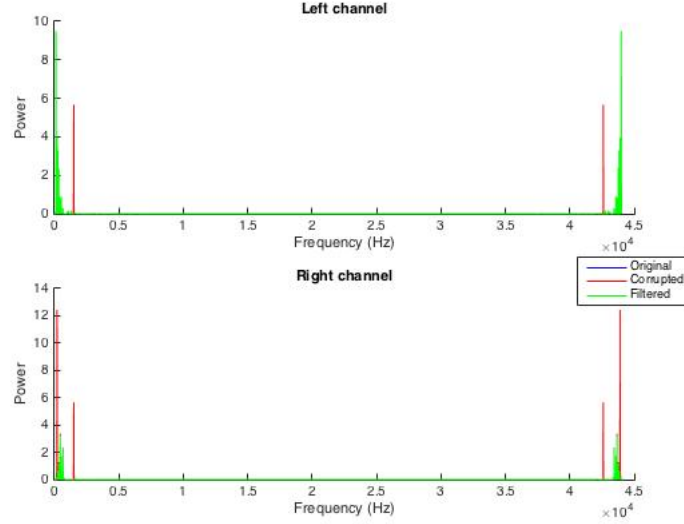 Left channel
10
8
6
4
2
0
Power
0 0.5 1 1.5 2 2.5 3 3.5 4 4.5
Frequency (Hz)
×10⁴
Original
Corrupted
Filtered
Right channel
14
12
10
8
6
4
2
0
Power
0 0.5 1 1.5 2 2.5 3 3.5 4 4.5
Frequency (Hz)
×10⁴